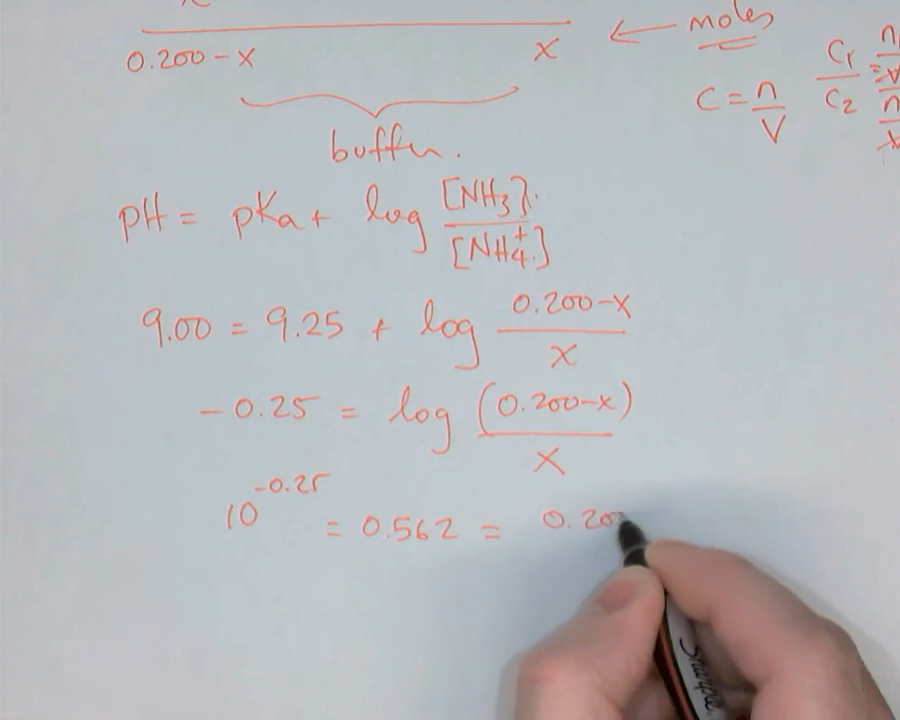 0.200-x x ← moles
C = n/V C1/C2 =
buffer.
pH = pKa + log [NH3]/[NH4+]
9.00 = 9.25 + log 0.200-x/x
-0.25 = log (0.200-x)/x
10^-0.25 = 0.562 = 0.20
Sharpie